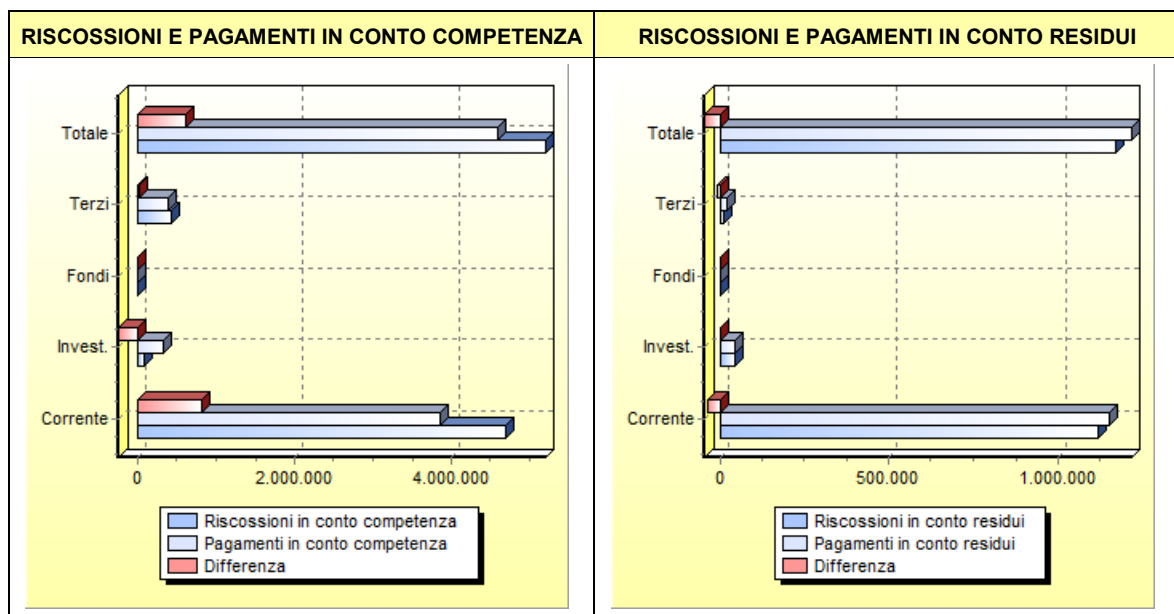 RISCOSSIONI E PAGAMENTI IN CONTO COMPETENZA
Totale
Terzi
Fondi
Invest.
Corrente
0 2.000.000 4.000.000
Riscossioni in conto competenza
Pagamenti in conto competenza
Differenza
RISCOSSIONI E PAGAMENTI IN CONTO RESIDUI
Totale
Terzi
Fondi
Invest.
Corrente
0 500.000 1.000.000
Riscossioni in conto residui
Pagamenti in conto residui
Differenza